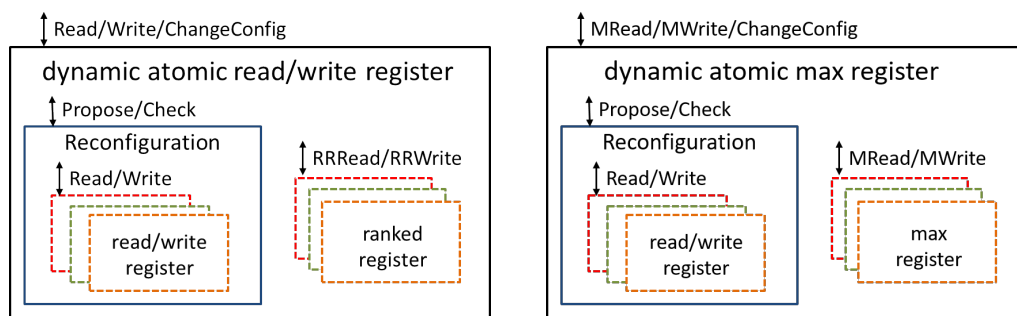 Read/Write/ChangeConfig
dynamic atomic read/write register
Propose/Check
Reconfiguration
Read/Write
read/write
register
RRRead/RRWrite
ranked
register
MRead/MWrite/ChangeConfig
dynamic atomic max register
Propose/Check
Reconfiguration
Read/Write
read/write
register
MRead/MWrite
max
register